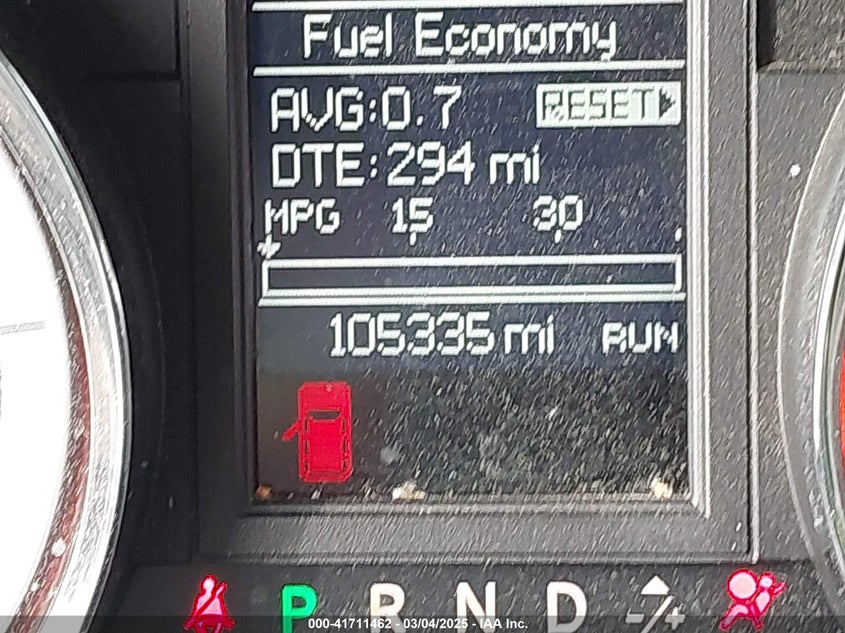 Fuel Economy
AVG:0.7 RESET
DTE:294 mi
MPG 15 30
105335 mi RUN
P R N D -/+
000-41711462 - 03/04/2025 - IAA Inc.